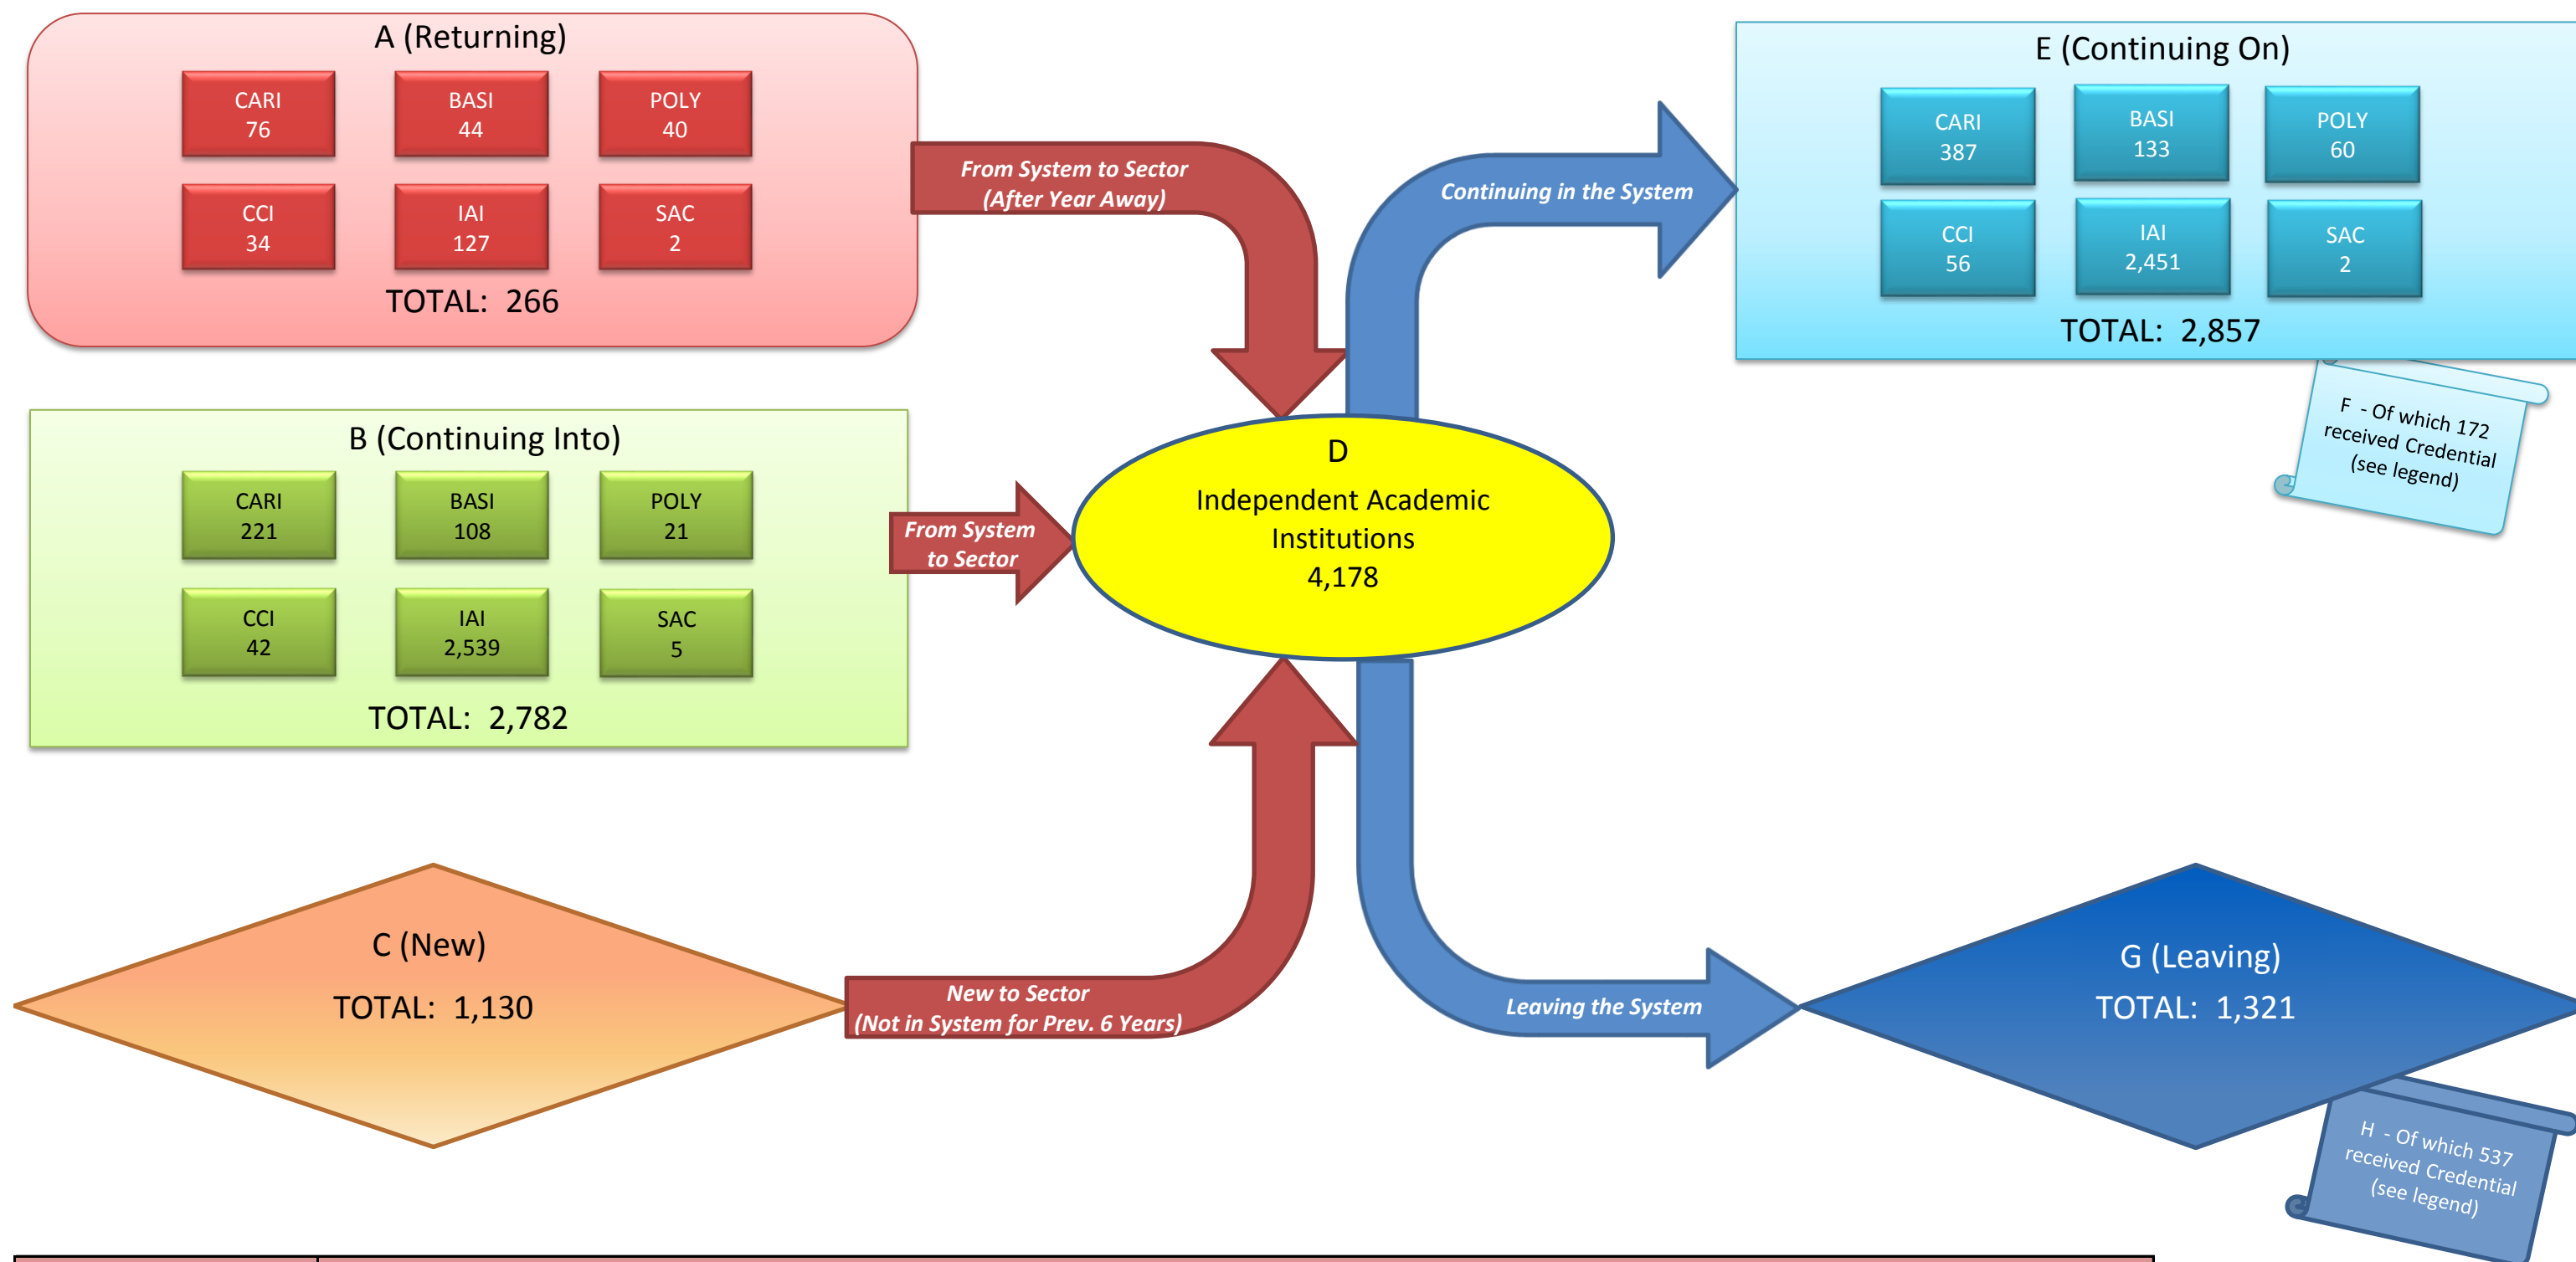 A (Returning)
CARI
76
BASI
44
POLY
40
CCI
34
IAI
127
SAC
2
TOTAL: 266
From System to Sector
(After Year Away)
Continuing in the System
E (Continuing On)
CARI
387
BASI
133
POLY
60
CCI
56
IAI
2,451
SAC
2
TOTAL: 2,857
F - Of which 172
received Credential
(see legend)
B (Continuing Into)
CARI
221
BASI
108
POLY
21
CCI
42
IAI
2,539
SAC
5
TOTAL: 2,782
From System
to Sector
D
Independent Academic
Institutions
4,178
C (New)
TOTAL: 1,130
New to Sector
(Not in System for Prev. 6 Years)
Leaving the System
G (Leaving)
TOTAL: 1,321
H - Of which 537
received Credential
(see legend)